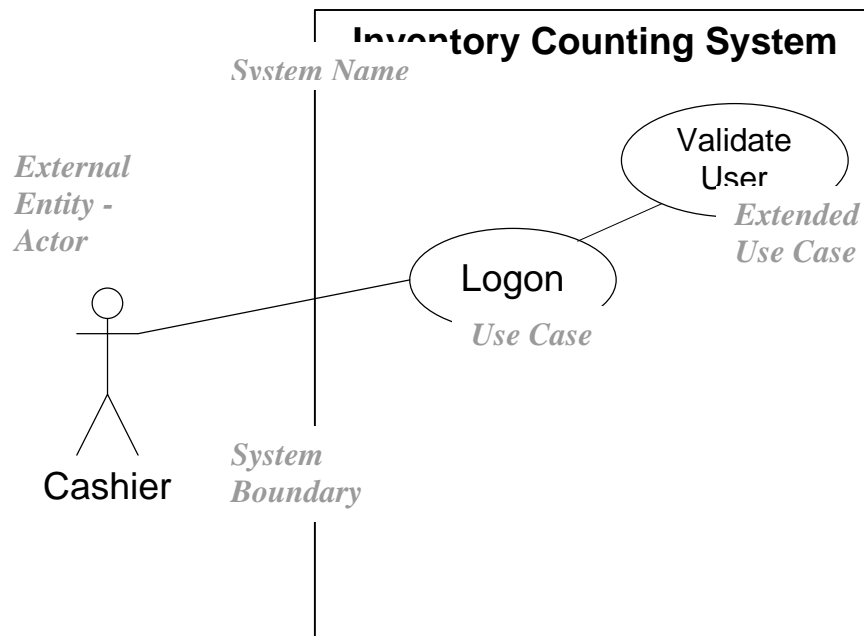 Inventory Counting System
System Name
Validate
User
External
Entity -
Actor
Extended
Use Case
Logon
Use Case
System
Boundary
Cashier